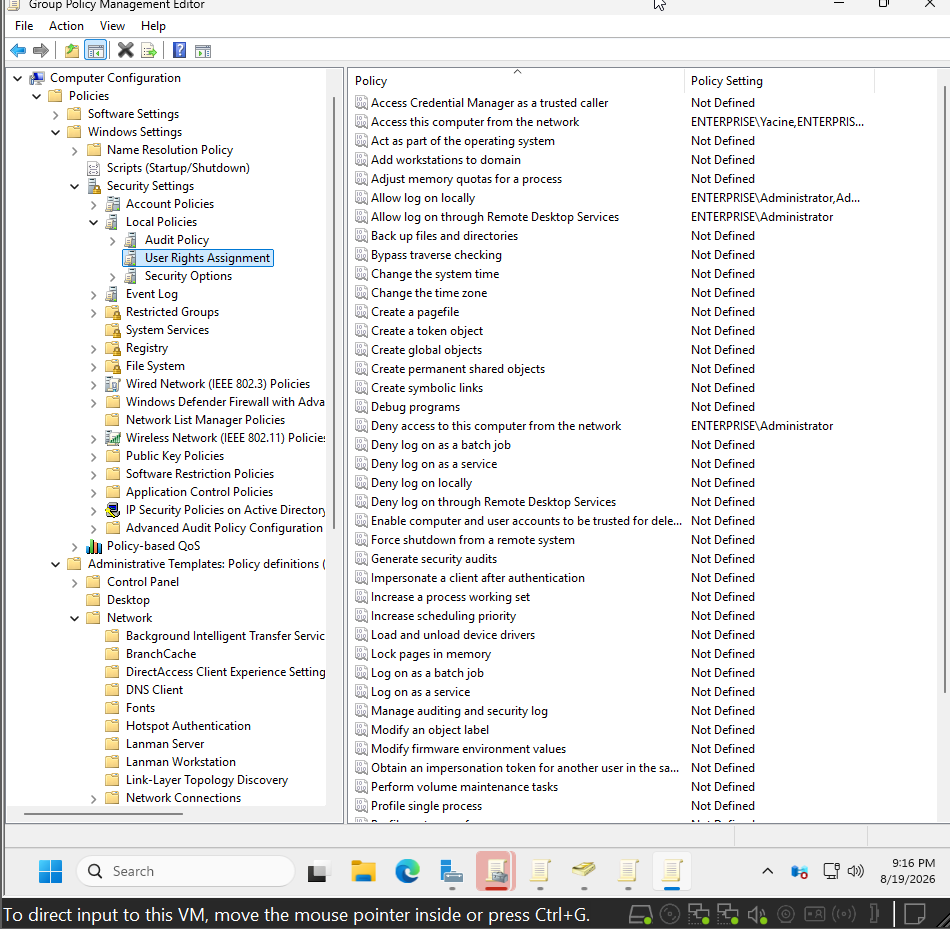 Group Policy Management Editor
File Action View Help
Computer Configuration
Policies
Software Settings
Windows Settings
Name Resolution Policy
Scripts (Startup/Shutdown)
Security Settings
Account Policies
Local Policies
Audit Policy
User Rights Assignment
Security Options
Event Log
Restricted Groups
System Services
Registry
File System
Wired Network (IEEE 802.3) Policies
Windows Defender Firewall with Adva
Network List Manager Policies
Wireless Network (IEEE 802.11) Policies
Public Key Policies
Software Restriction Policies
Application Control Policies
IP Security Policies on Active Directory
Advanced Audit Policy Configuration
Policy-based QoS
Administrative Templates: Policy definitions (
Control Panel
Desktop
Network
Background Intelligent Transfer Servic
BranchCache
DirectAccess Client Experience Setting
DNS Client
Fonts
Hotspot Authentication
Lanman Server
Lanman Workstation
Link-Layer Topology Discovery
Network Connections
Policy Policy Setting
Access Credential Manager as a trusted caller Not Defined
Access this computer from the network ENTERPRISE\Yacine,ENTERPRIS...
Act as part of the operating system Not Defined
Add workstations to domain Not Defined
Adjust memory quotas for a process Not Defined
Allow log on locally ENTERPRISE\Administrator,Ad...
Allow log on through Remote Desktop Services ENTERPRISE\Administrator
Back up files and directories Not Defined
Bypass traverse checking Not Defined
Change the system time Not Defined
Change the time zone Not Defined
Create a pagefile Not Defined
Create a token object Not Defined
Create global objects Not Defined
Create permanent shared objects Not Defined
Create symbolic links Not Defined
Debug programs Not Defined
Deny access to this computer from the network ENTERPRISE\Administrator
Deny log on as a batch job Not Defined
Deny log on as a service Not Defined
Deny log on locally Not Defined
Deny log on through Remote Desktop Services Not Defined
Enable computer and user accounts to be trusted for dele... Not Defined
Force shutdown from a remote system Not Defined
Generate security audits Not Defined
Impersonate a client after authentication Not Defined
Increase a process working set Not Defined
Increase scheduling priority Not Defined
Load and unload device drivers Not Defined
Lock pages in memory Not Defined
Log on as a batch job Not Defined
Log on as a service Not Defined
Manage auditing and security log Not Defined
Modify an object label Not Defined
Modify firmware environment values Not Defined
Obtain an impersonation token for another user in the sa... Not Defined
Perform volume maintenance tasks Not Defined
Profile single process Not Defined
Search
9:16 PM
8/19/2026
To direct input to this VM, move the mouse pointer inside or press Ctrl+G.